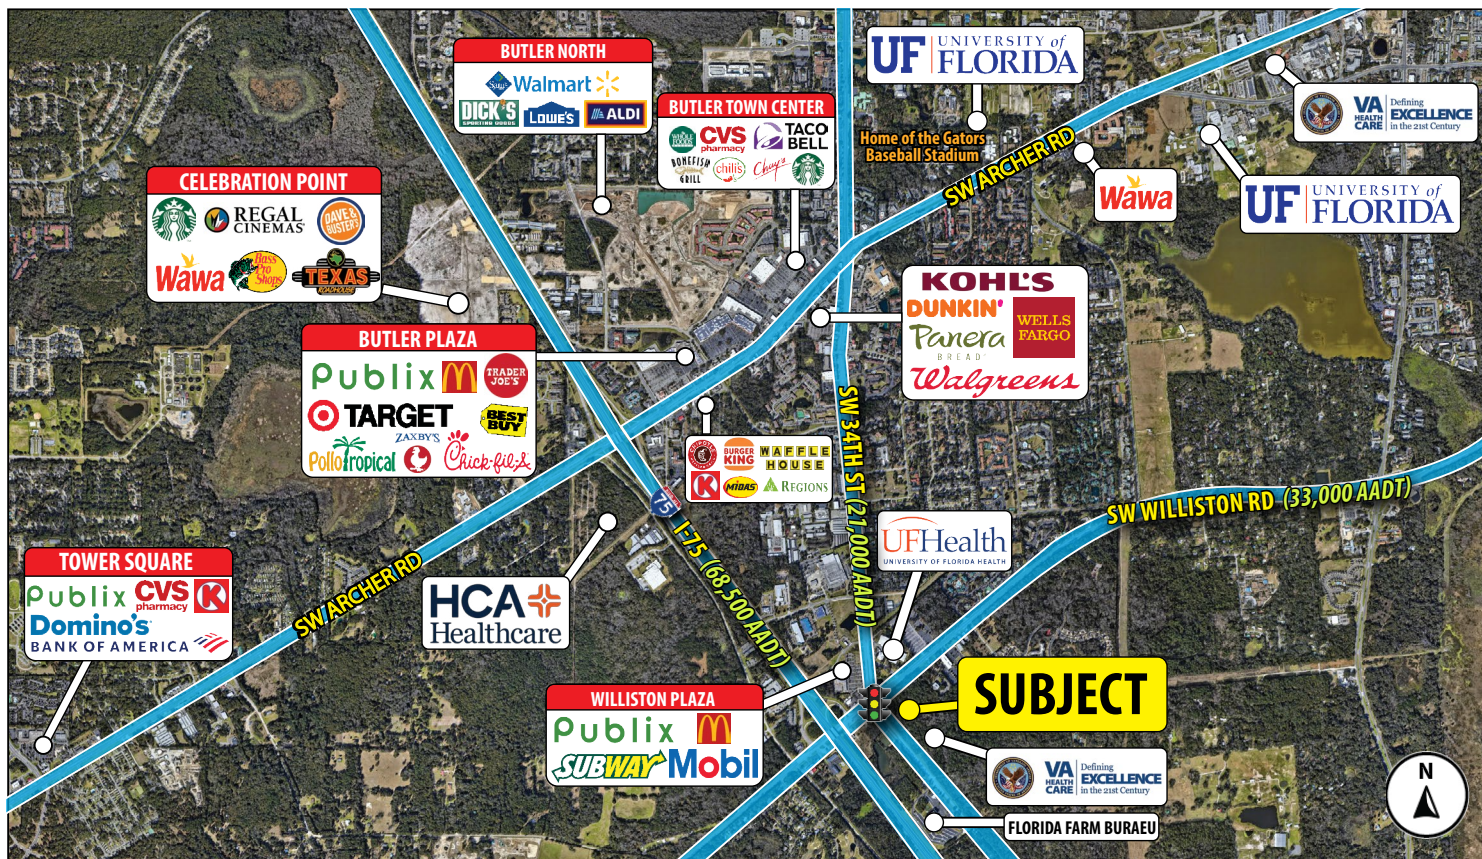 BUTLER NORTH
Sam's
Walmart
DICK'S
SPORTING GOODS
LOWE'S
ALDI
BUTLER TOWN CENTER
WHOLE
FOODS
CVS
pharmacy
TACO
BELL
BONEFISH
GRILL
chili's
Chuy's
UF UNIVERSITY of
FLORIDA
Home of the Gators
Baseball Stadium
SW ARCHER RD
VA
HEALTH
CARE
Defining
EXCELLENCE
in the 21st Century
Wawa
UF UNIVERSITY of
FLORIDA
CELEBRATION POINT
REGAL
CINEMAS
DAVE &
BUSTER'S
Wawa
Bass
Pro
Shops
TEXAS
ROADHOUSE
KOHL'S
DUNKIN'
Panera
BREAD
WELLS
FARGO
Walgreens
BUTLER PLAZA
Publix
TRADER
JOE'S
TARGET
BEST
BUY
Pollo Tropical
ZAXBY'S
Chick-fil-A
CHIPOTLE
BURGER
KING
WAFFLE
HOUSE
K
MIDAS
REGIONS
SW 34TH ST (21,000 AADT)
SW WILLISTON RD (33,000 AADT)
75
I-75 (68,500 AADT)
UFHealth
UNIVERSITY OF FLORIDA HEALTH
TOWER SQUARE
Publix
CVS
pharmacy
K
Domino's
BANK OF AMERICA
SW ARCHER RD
HCA
Healthcare
WILLISTON PLAZA
Publix
SUBWAY
Mobil
SUBJECT
VA
HEALTH
CARE
Defining
EXCELLENCE
in the 21st Century
FLORIDA FARM BURAEU
N